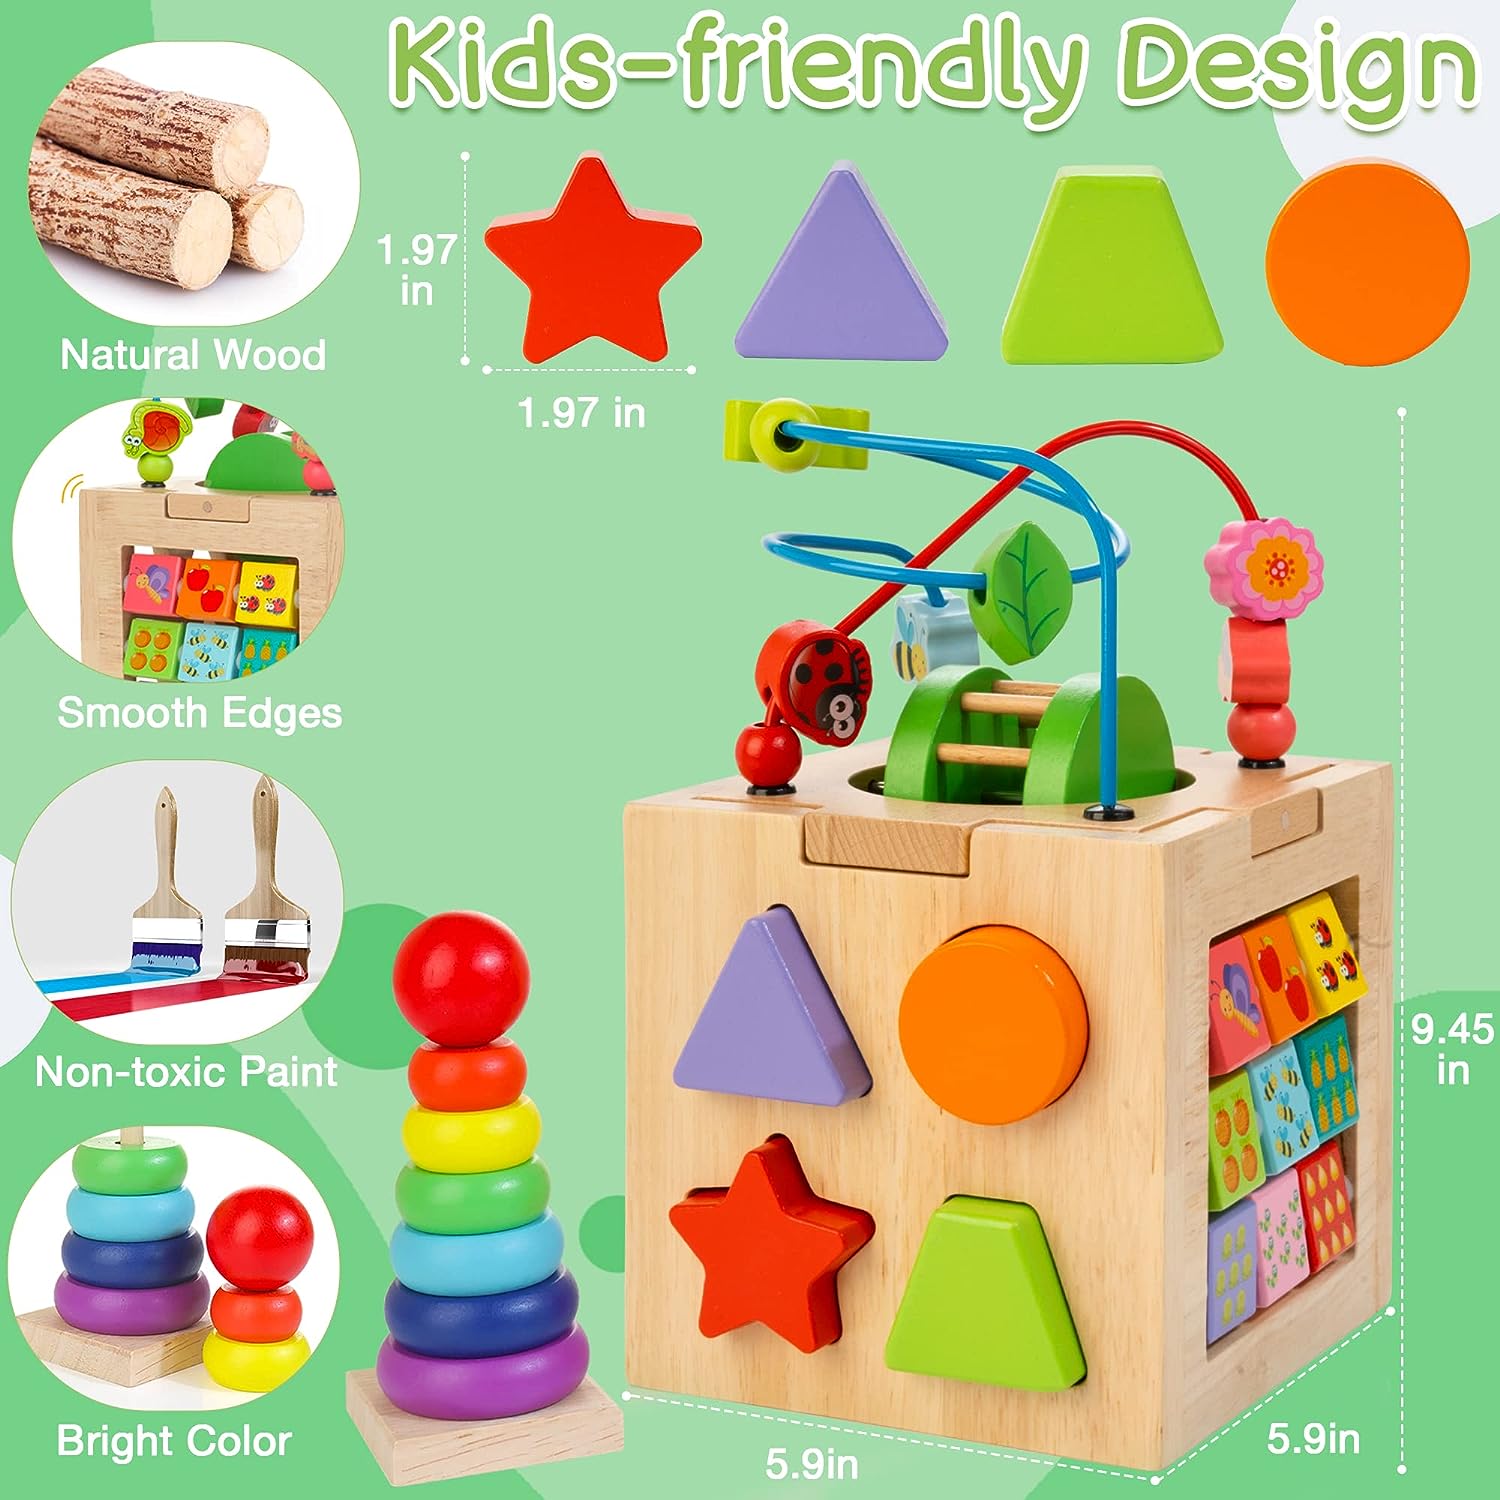 Kids-friendly Design
1.97
in
1.97 in
Natural Wood
Smooth Edges
Non-toxic Paint
Bright Color
9.45
in
5.9in
5.9in